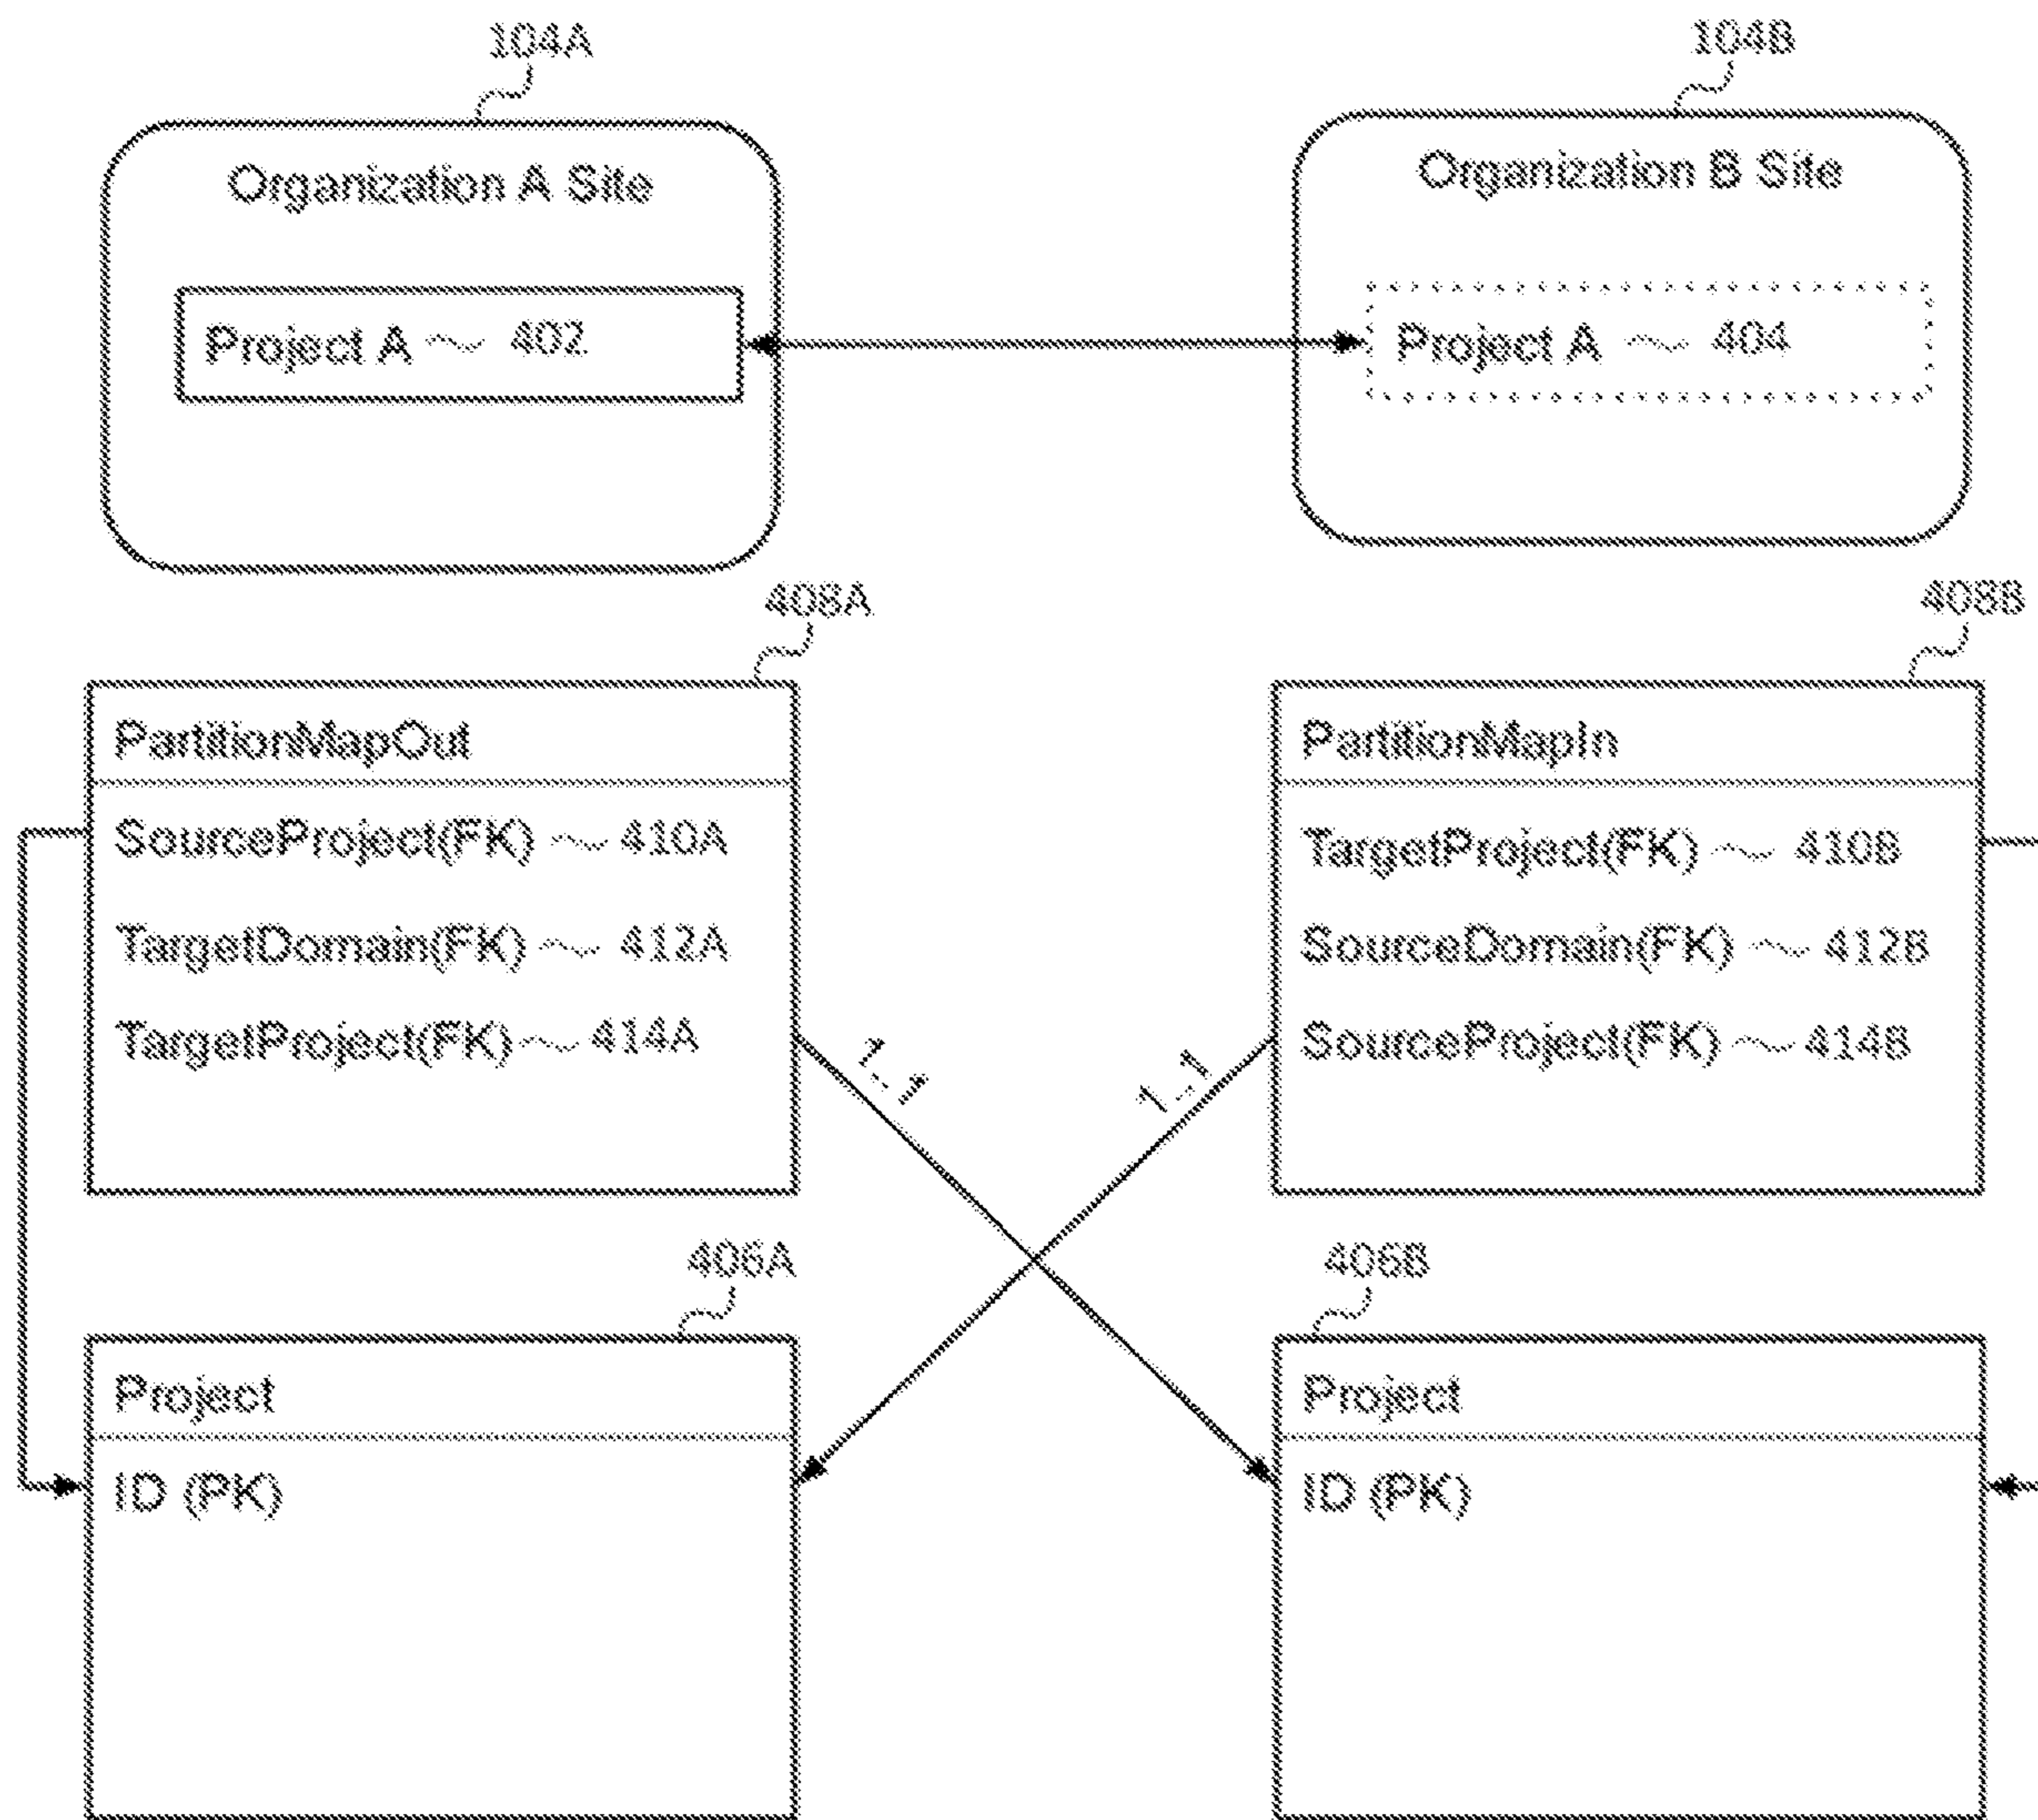 104A
104B
Organization A Site
Organization B Site
Project A ~ 402
Project A ~ 404
408A
408B
PartitionMapOut
PartitionMapIn
SourceProject(FK) ~ 410A
TargetProject(FK) ~ 410B
TargetDomain(FK) ~ 412A
SourceDomain(FK) ~ 412B
TargetProject(FK) ~ 414A
SourceProject(FK) ~ 414B
1..1
1..1
406A
406B
Project
Project
ID (PK)
ID (PK)